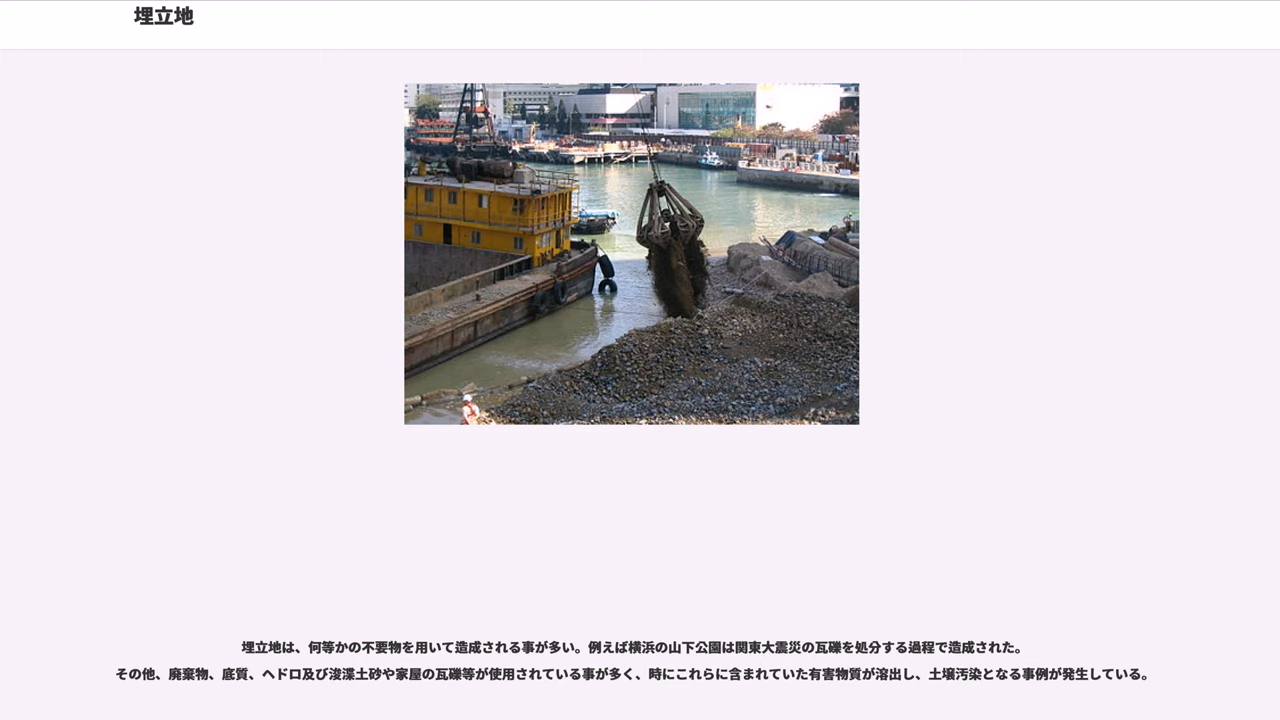 埋立地
埋立地は、何等かの不要物を用いて造成される事が多い。例えば横浜の山下公園は関東大震災の瓦礫を処分する過程で造成された。
その他、廃棄物、底質、ヘドロ及び浚渫土砂や家屋の瓦礫等が使用されている事が多く、時にこれらに含まれていた有害物質が溶出し、土壌汚染となる事例が発生している。